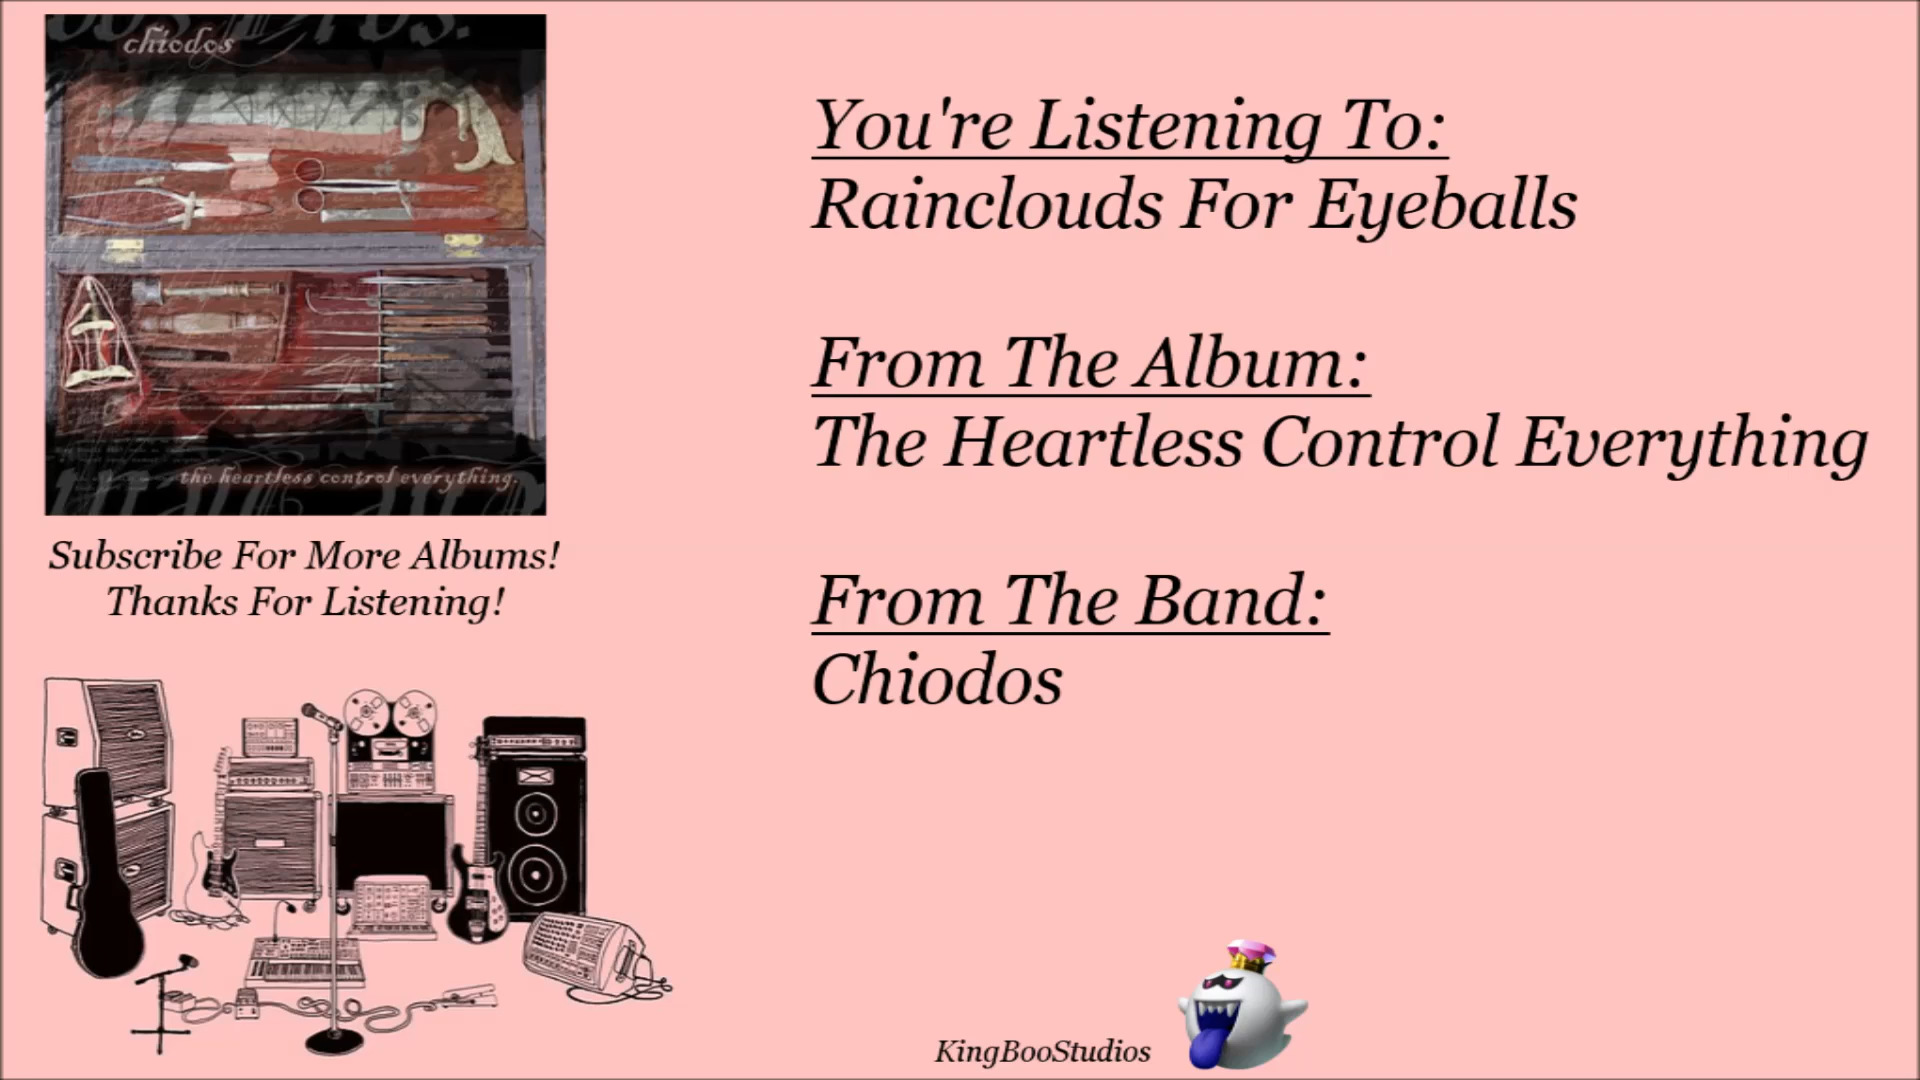 chiodos
the heartless control everything.
Subscribe For More Albums!
Thanks For Listening!
You're Listening To:
Rainclouds For Eyeballs
From The Album:
The Heartless Control Everything
From The Band:
Chiodos
KingBooStudios